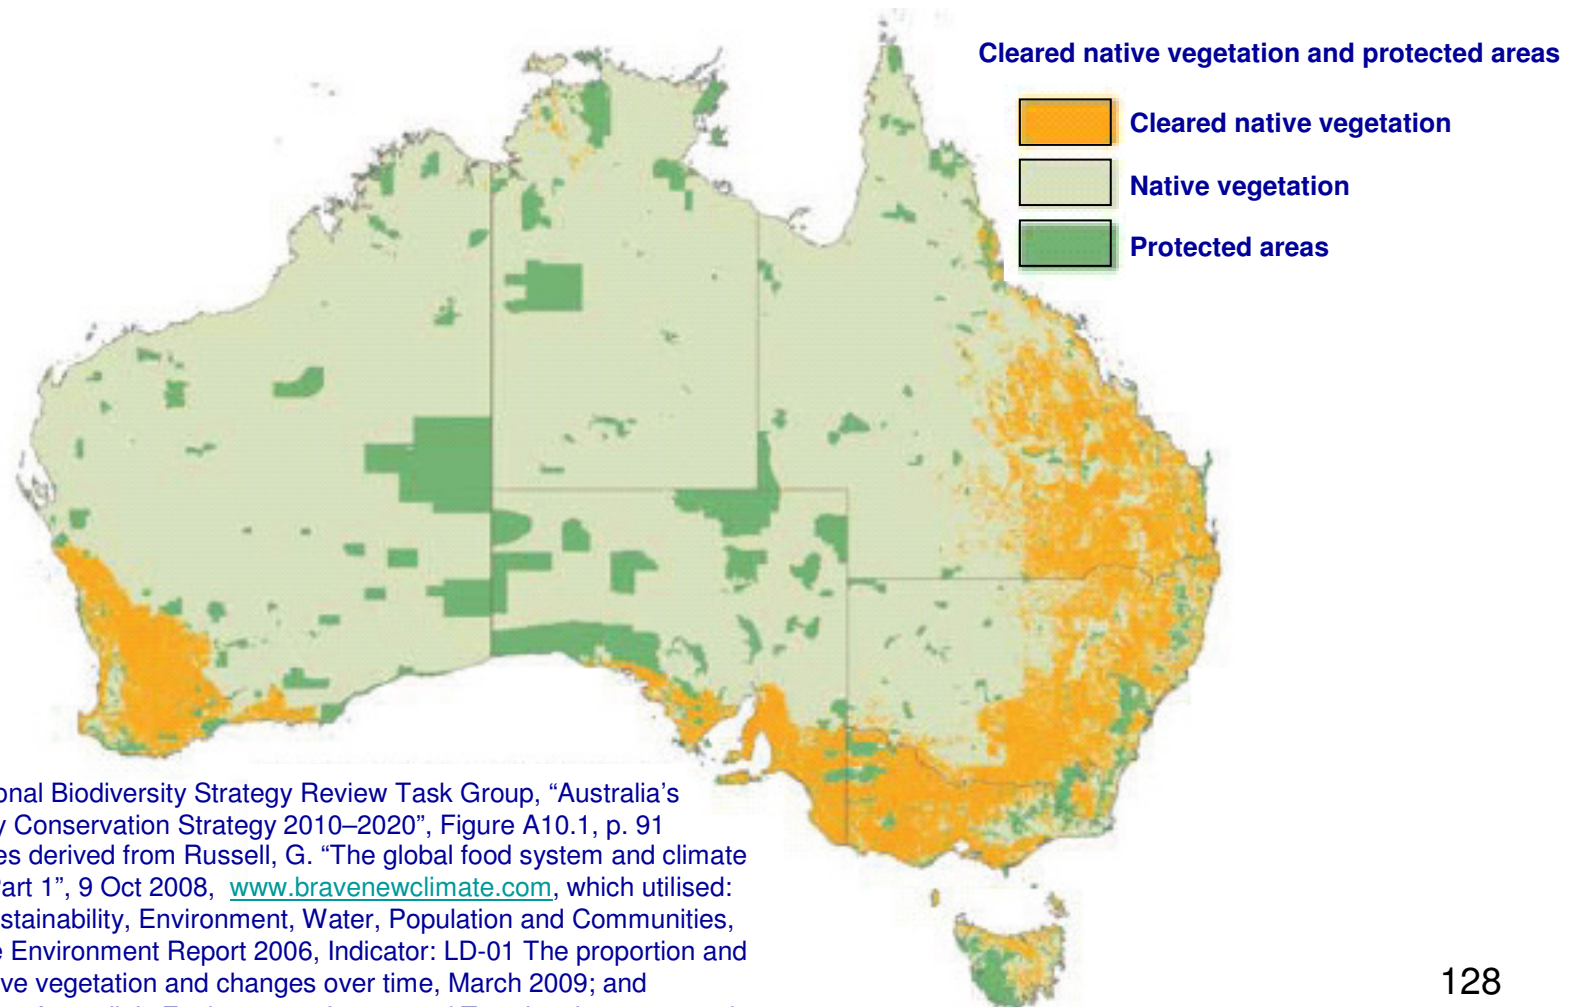 Cleared native vegetation and protected areas
Cleared native vegetation
Native vegetation
Protected areas
onal Biodiversity Strategy Review Task Group, “Australia’s
y Conservation Strategy 2010–2020”, Figure A10.1, p. 91
es derived from Russell, G. “The global food system and climate
art 1”, 9 Oct 2008, www.bravenewclimate.com, which utilised:
stainability, Environment, Water, Population and Communities,
e Environment Report 2006, Indicator: LD-01 The proportion and
ve vegetation and changes over time, March 2009; and
128